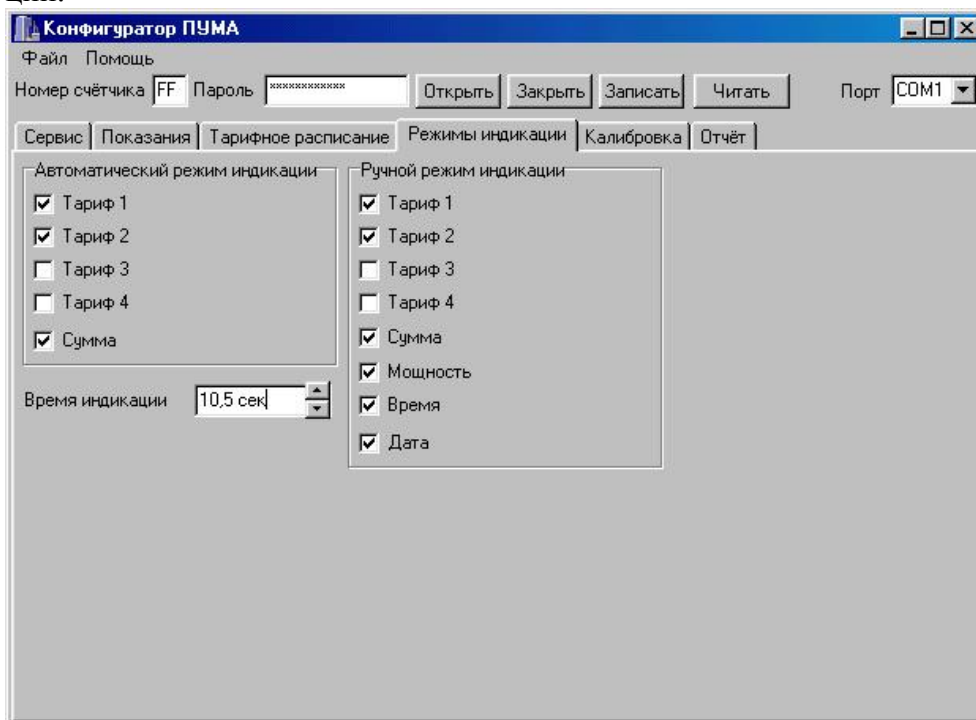 ции.
Конфигуратор ПУМА
Файл Помощь
Номер счётчика FF Пароль ************ Открыть Закрыть Записать Читать Порт COM1
Сервис Показания Тарифное расписание Режимы индикации Калибровка Отчёт
Автоматический режим индикации
Тариф 1
Тариф 2
Тариф 3
Тариф 4
Сумма
Время индикации 10,5 сек
Ручной режим индикации
Тариф 1
Тариф 2
Тариф 3
Тариф 4
Сумма
Мощность
Время
Дата